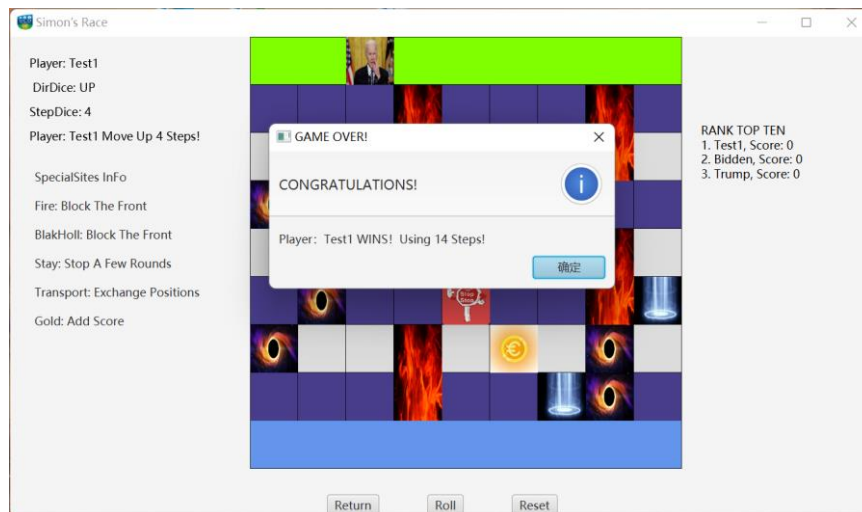 Simon's Race
Player: Test1
DirDice: UP
StepDice: 4
Player: Test1 Move Up 4 Steps!
SpecialSites InFo
Fire: Block The Front
BlakHoll: Block The Front
Stay: Stop A Few Rounds
Transport: Exchange Positions
Gold: Add Score
GAME OVER!
CONGRATULATIONS!
Player: Test1 WINS! Using 14 Steps!
确定
Stop
Stop
RANK TOP TEN
1. Test1, Score: 0
2. Bidden, Score: 0
3. Trump, Score: 0
Return
Roll
Reset